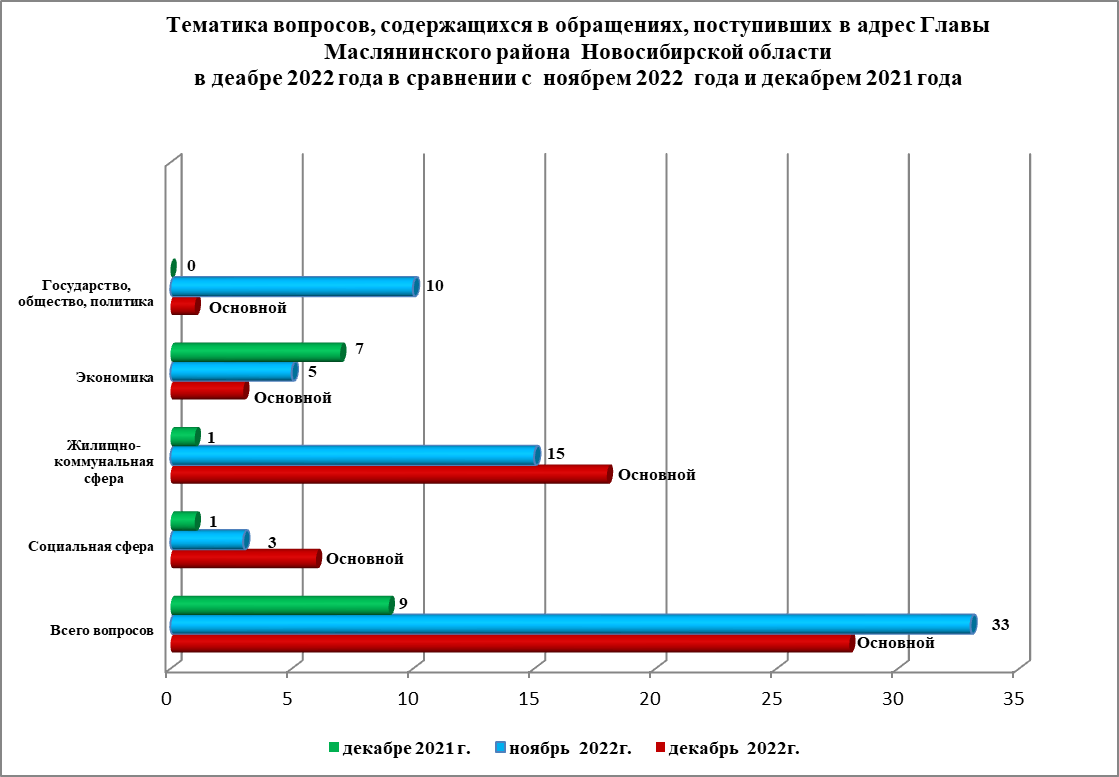 Тематика вопросов, содержащихся в обращениях, поступивших в адрес Главы
Маслянинского района Новосибирской области
в деабре 2022 года в сравнении с ноябрем 2022 года и декабрем 2021 года
0
Государство,
общество, политика
10
Основной
7
Экономика
5
Основной
1
Жилищно-
коммунальная
сфера
15
Основной
1
Социальная сфера
3
Основной
9
Всего вопросов
33
Основной
0 5 10 15 20 25 30 35
декабре 2021 г. ноябрь 2022г. декабрь 2022г.